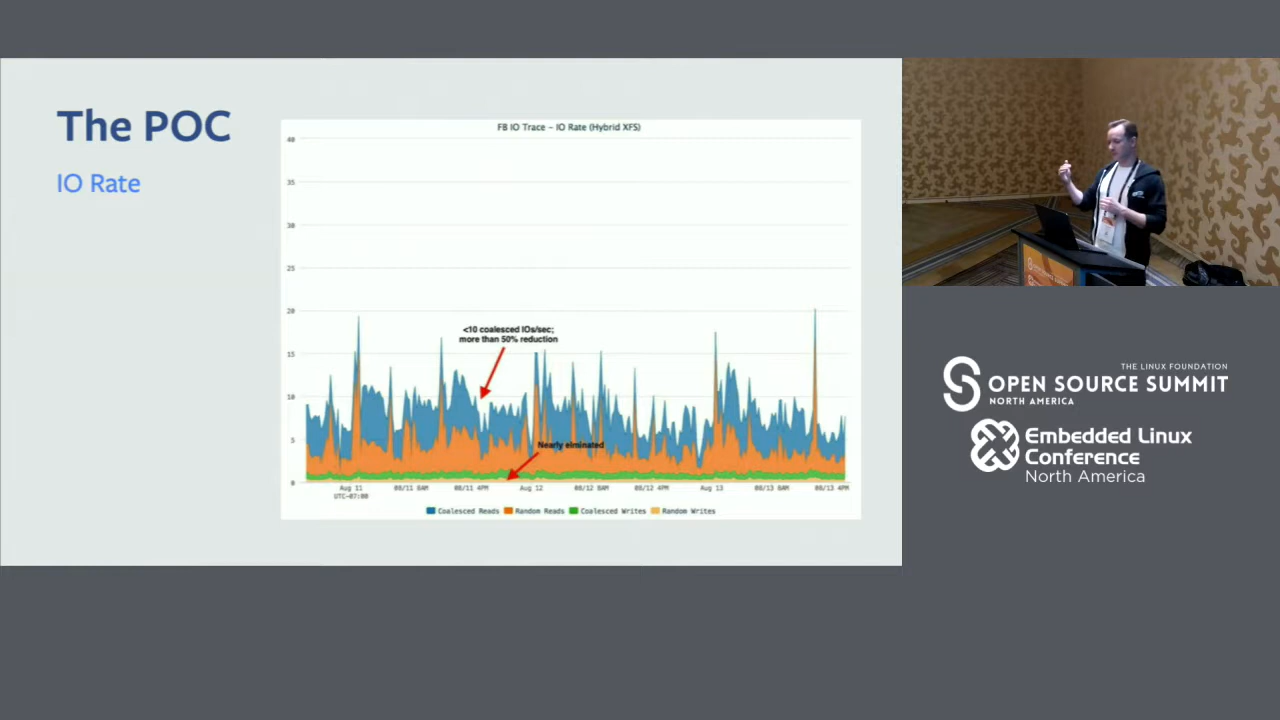 The POC
IO Rate
FB IO Trace – IO Rate (Hybrid XFS)
40
35
30
25
20
15
10
5
0
<10 coalesced IOs/sec;
more than 50% reduction
Nearly elminated
Aug 11 08/11 8AM 08/11 4PM Aug 12 08/12 8AM 08/12 4PM Aug 13 08/13 8AM 08/13 4PM
UTC-07:00
Coalesced Reads Random Reads Coalesced Writes Random Writes
THE LINUX FOUNDATION
OPEN SOURCE SUMMIT
NORTH AMERICA
Embedded Linux
Conference
North America